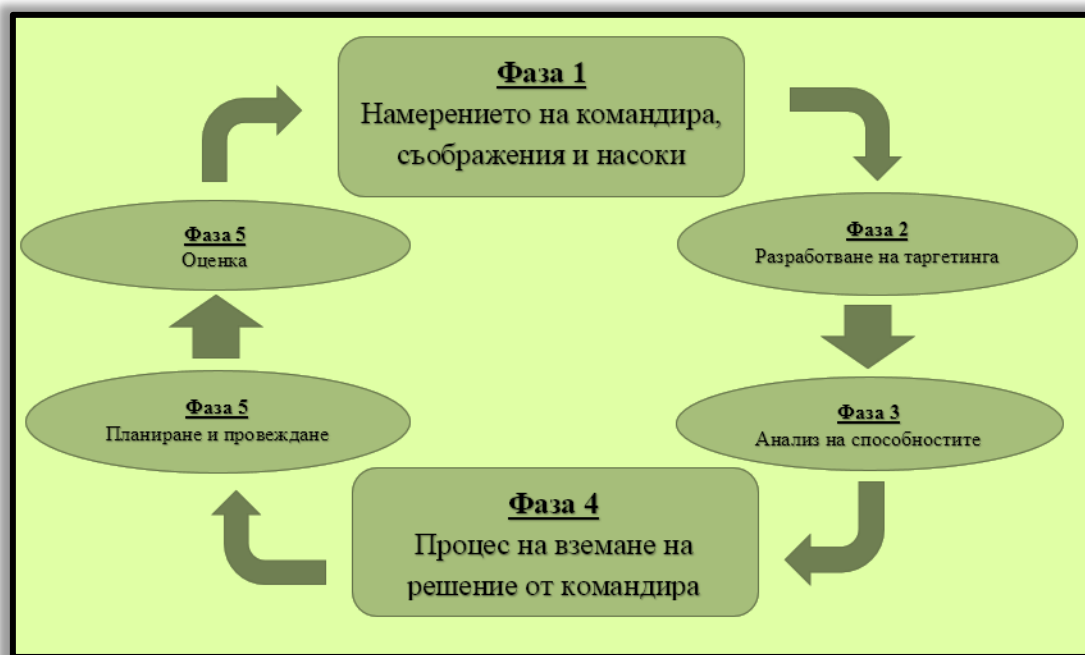 Фаза 1
Намерението на командира,
съображения и насоки
Фаза 2
Разработване на таргетинга
Фаза 3
Анализ на способностите
Фаза 4
Процес на вземане на
решение от командира
Фаза 5
Планиране и провеждане
Фаза 5
Оценка